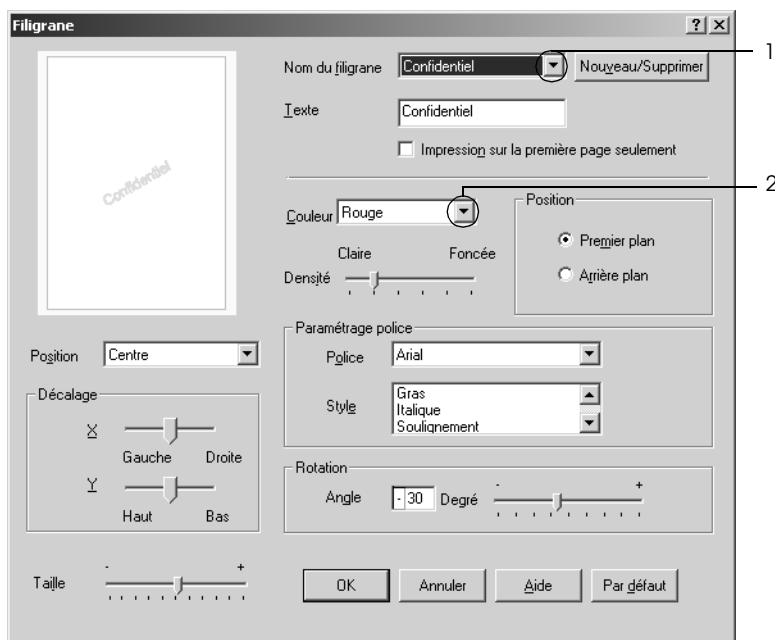 Filigrane
1
Nom du filigrane Confidentiel Nouveau/Supprimer
Texte Confidentiel
Impression sur la première page seulement
Confidentiel
2
Couleur Rouge
Position
Premier plan
Arrière plan
Claire Foncée
Densité
Position Centre
Paramétrage police
Police Arial
Style Gras
Italique
Soulignement
Décalage
X
Gauche Droite
Y
Haut Bas
Rotation
- +
Angle - 30 Degré
Taille - +
OK Annuler Aide Par défaut